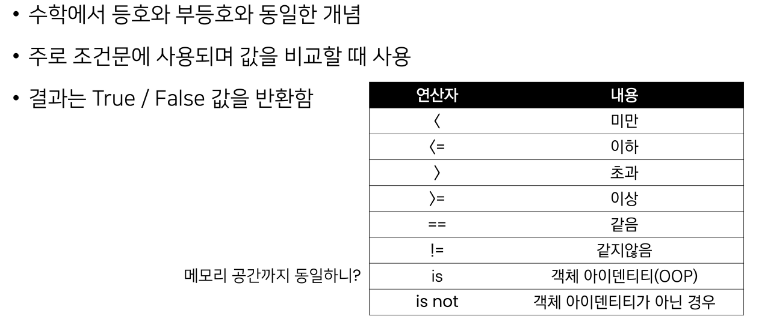 • 수학에서 등호와 부등호와 동일한 개념
• 주로 조건문에 사용되며 값을 비교할 때 사용
• 결과는 True / False 값을 반환함
연산자 내용
< 미만
<= 이하
> 초과
>= 이상
== 같음
!= 같지않음
메모리 공간까지 동일하니? is 객체 아이덴티티(OOP)
is not 객체 아이덴티티가 아닌 경우